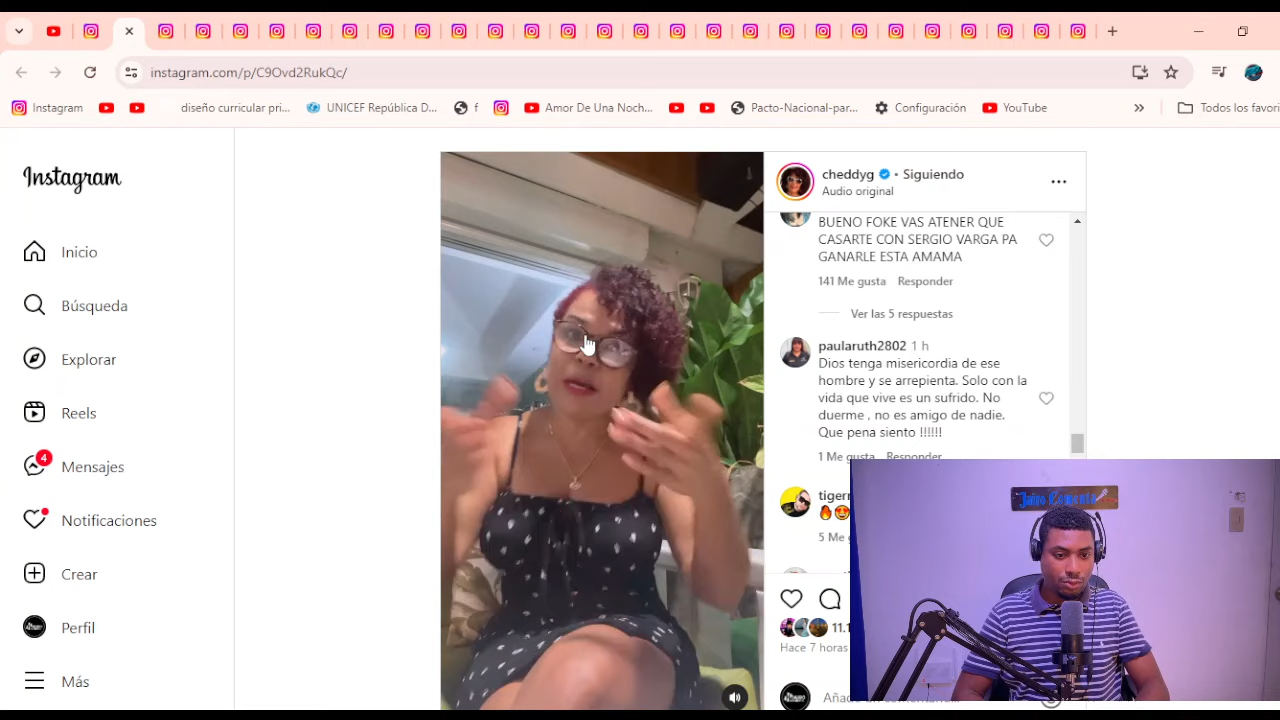 instagram.com/p/C9Ovd2RukQc/
Instagram
diseño curricular pri...
UNICEF República D...
f
Amor De Una Noch...
Pacto-Nacional-par...
Configuración
YouTube
»
Todos los favori
Instagram
Inicio
Búsqueda
Explorar
Reels
4
Mensajes
Notificaciones
Crear
Perfil
Más
cheddyg • Siguiendo
Audio original
BUENO FOKE VAS ATENER QUE
CASARTE CON SERGIO VARGA PA
GANARLE ESTA AMAMA
141 Me gusta Responder
Ver las 5 respuestas
paularuth2802 1 h
Dios tenga misericordia de ese
hombre y se arrepienta. Solo con la
vida que vive es un sufrido. No
duerme , no es amigo de nadie.
Que pena siento !!!!!!
1 Me gusta Responder
tigerr
5 Me g
11.1
Hace 7 horas
Jairo Comenta